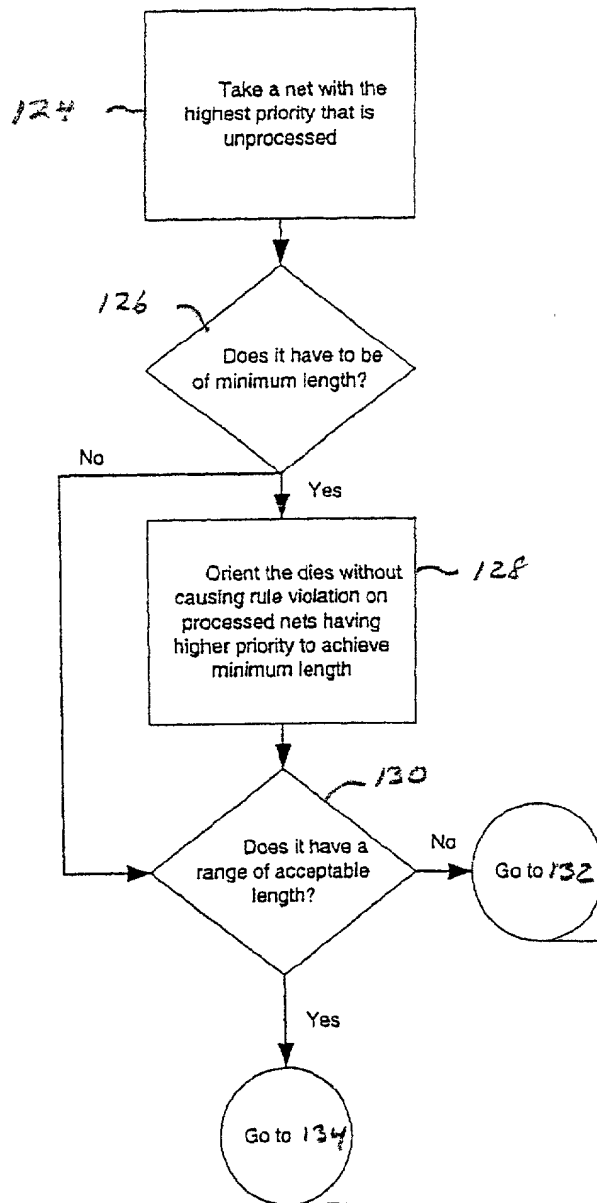 124
Take a net with the
highest priority that is
unprocessed
126
Does it have to be
of minimum length?
No
Yes
Orient the dies without
causing rule violation on
processed nets having
higher priority to achieve
minimum length
128
130
Does it have a
range of acceptable
length?
No
Go to 132
Yes
Go to 134